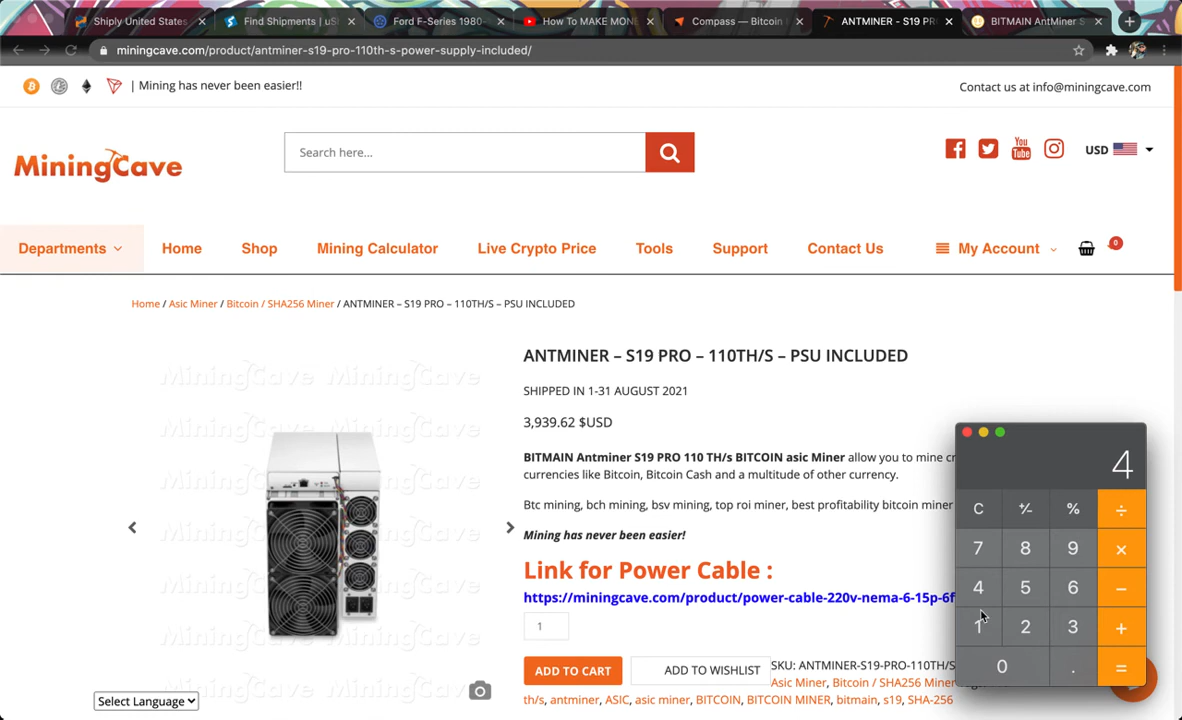 Shiply United States
Find Shipments | uSh
Ford F-Series 1980
How To MAKE MON
Compass — Bitcoin
ANTMINER – S19 PR
BITMAIN AntMiner S
miningcave.com/product/antminer-s19-pro-110th-s-power-supply-included/
| Mining has never been easier!!
Contact us at info@miningcave.com
MiningCave
Search here...
You
Tube
USD
Departments
Home
Shop
Mining Calculator
Live Crypto Price
Tools
Support
Contact Us
My Account
0
Home / Asic Miner / Bitcoin / SHA256 Miner / ANTMINER – S19 PRO – 110TH/S – PSU INCLUDED
ANTMINER – S19 PRO – 110TH/S – PSU INCLUDED
SHIPPED IN 1-31 AUGUST 2021
3,939.62 $USD
BITMAIN Antminer S19 PRO 110 TH/s BITCOIN asic Miner allow you to mine
currencies like Bitcoin, Bitcoin Cash and a multitude of other currency.
Btc mining, bch mining, bsv mining, top roi miner, best profitability bitcoin miner
Mining has never been easier!
Link for Power Cable :
https://miningcave.com/product/power-cable-220v-nema-6-15p-6f
1
ADD TO CART
ADD TO WISHLIST
SKU: ANTMINER-S19-PRO-110TH/S
Asic Miner, Bitcoin / SHA256 Miner
th/s, antminer, ASIC, asic miner, BITCOIN, BITCOIN MINER, bitmain, s19, SHA-256
MiningCave MiningCave
MiningCave MiningCave
MiningCave MiningCave
MiningCave MiningCave
MiningCave MiningCave
MiningCave MiningCave
Select Language
4
C +/- % ÷
7 8 9 ×
4 5 6 −
1 2 3 +
0 . =